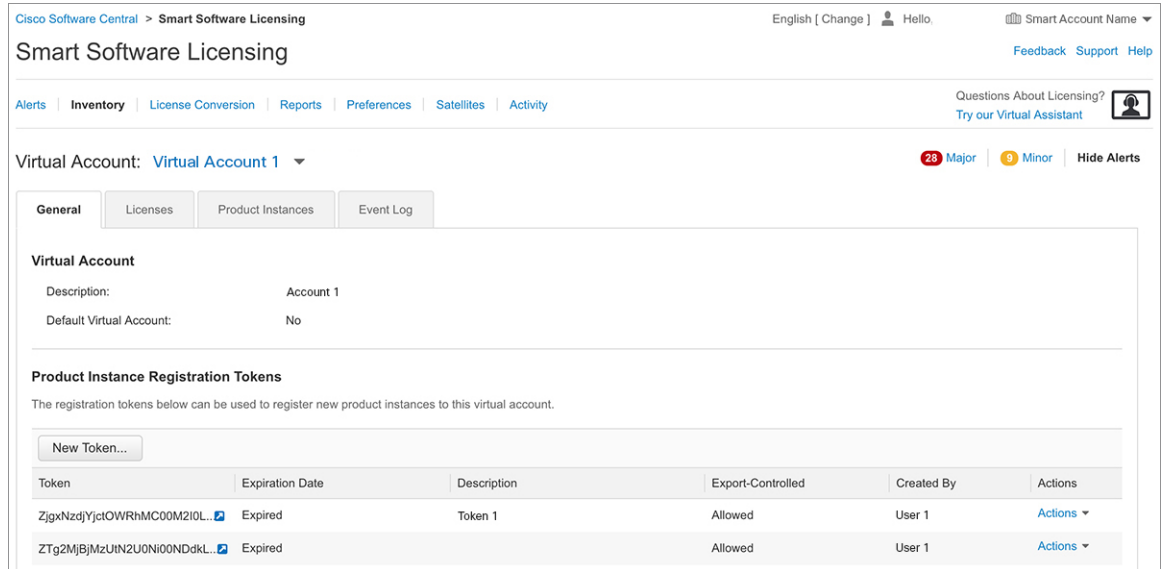 Cisco Software Central > Smart Software Licensing
English [ Change ] Hello, Smart Account Name
Smart Software Licensing
Feedback Support Help
Alerts Inventory License Conversion Reports Preferences Satellites Activity
Questions About Licensing?
Try our Virtual Assistant
Virtual Account: Virtual Account 1
28 Major 9 Minor Hide Alerts
General Licenses Product Instances Event Log
Virtual Account
Description: Account 1
Default Virtual Account: No
Product Instance Registration Tokens
The registration tokens below can be used to register new product instances to this virtual account.
New Token...
Token Expiration Date Description Export-Controlled Created By Actions
ZjgxNzdjYjctOWRhMC00M2I0L.. Expired Token 1 Allowed User 1 Actions
ZTg2MjBjMzUtN2U0Ni00NDdkL.. Expired Allowed User 1 Actions